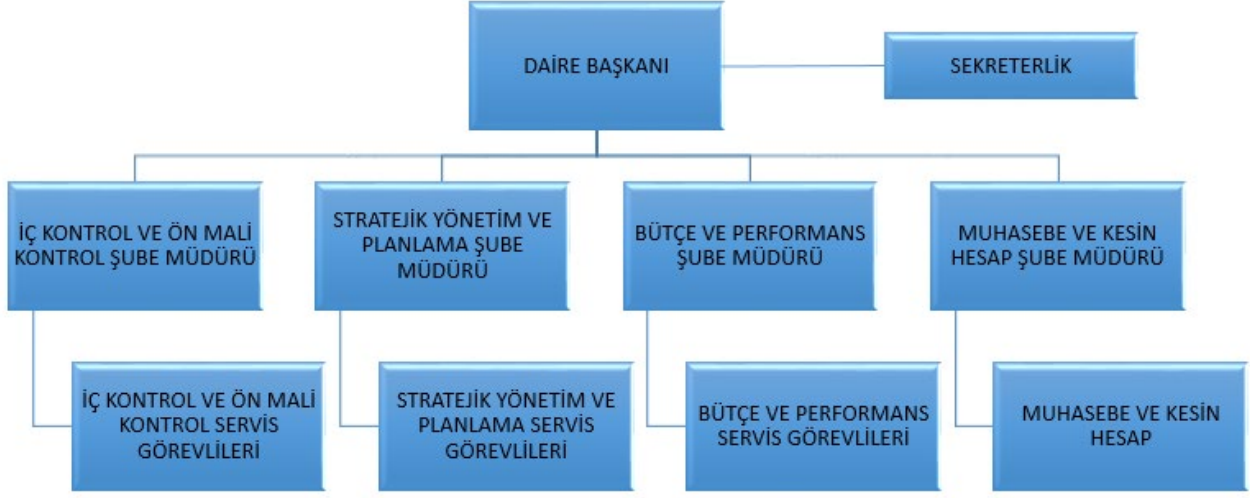 DAİRE BAŞKANI
SEKRETERLİK
İÇ KONTROL VE ÖN MALİ
KONTROL ŞUBE MÜDÜRÜ
STRATEJİK YÖNETİM VE
PLANLAMA ŞUBE
MÜDÜRÜ
BÜTÇE VE PERFORMANS
ŞUBE MÜDÜRÜ
MUHASEBE VE KESİN
HESAP ŞUBE MÜDÜRÜ
İÇ KONTROL VE ÖN MALİ
KONTROL SERVİS
GÖREVLİLERİ
STRATEJİK YÖNETİM VE
PLANLAMA SERVİS
GÖREVLİLERİ
BÜTÇE VE PERFORMANS
SERVİS GÖREVLİLERİ
MUHASEBE VE KESİN
HESAP